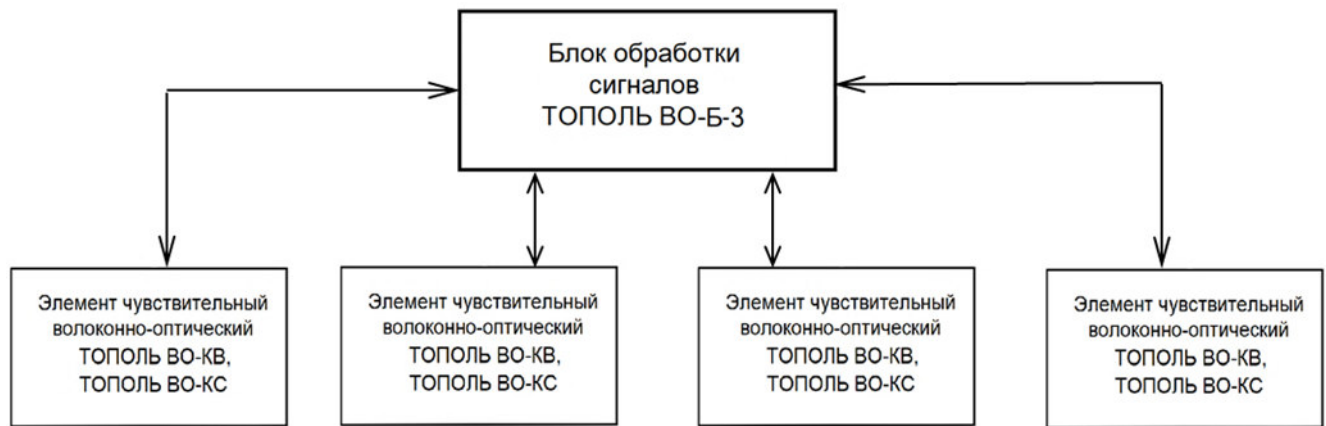 Блок обработки
сигналов
ТОПОЛЬ ВО-Б-3
Элемент чувствительный
волоконно-оптический
ТОПОЛЬ ВО-КВ,
ТОПОЛЬ ВО-КС
Элемент чувствительный
волоконно-оптический
ТОПОЛЬ ВО-КВ,
ТОПОЛЬ ВО-КС
Элемент чувствительный
волоконно-оптический
ТОПОЛЬ ВО-КВ,
ТОПОЛЬ ВО-КС
Элемент чувствительный
волоконно-оптический
ТОПОЛЬ ВО-КВ,
ТОПОЛЬ ВО-КС